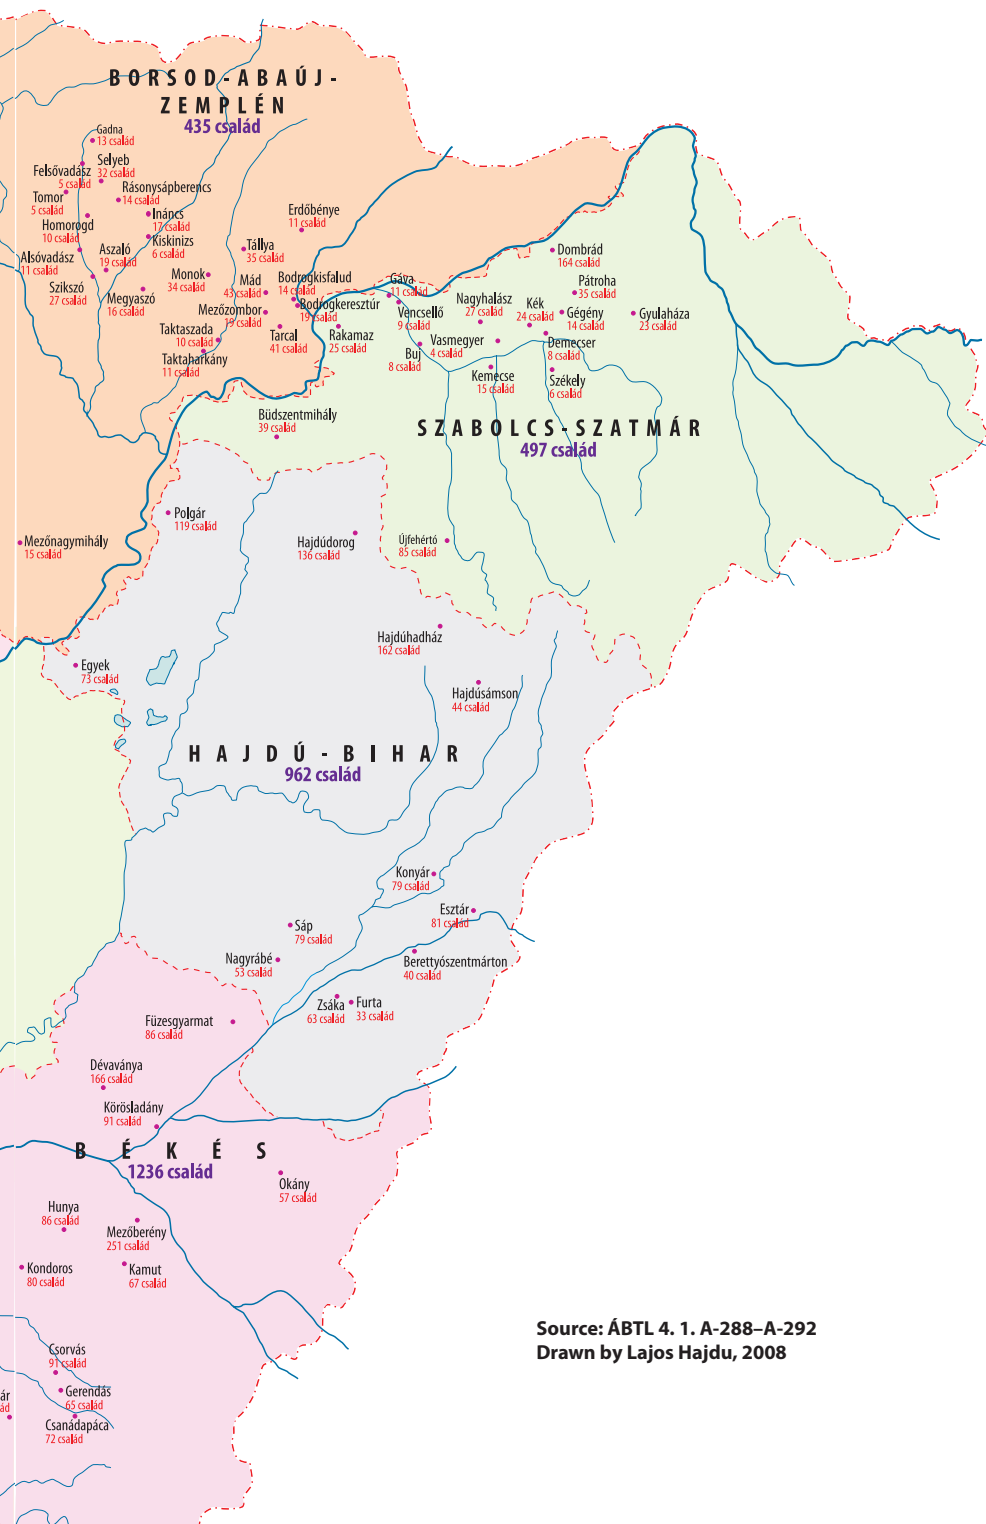 BORSOD-ABAÚJ-
ZEMPLÉN
435 család
Gadna
13 család
Selyeb
32 család
Felsővadász
5 család
Rásonysápberencs
14 család
Tomor
5 család
Ináncs
17 család
Homorogd
10 család
Kiskinizs
6 család
Aszaló
19 család
Alsóvadász
11 család
Szikszó
27 család
Megyaszó
16 család
Monok
34 család
Tállya
35 család
Erdőbénye
11 család
Mád
43 család
Bodrogkisfalud
14 család
Bodrogkeresztúr
19 család
Mezőzombor
19 család
Tarcal
41 család
Taktaszada
10 család
Taktaharkány
11 család
Mezőnagymihály
15 család
Gáva
11 család
Vencsellő
9 család
Rakamaz
25 család
Buj
8 család
Nagyhalász
27 család
Vasmegyer
4 család
Kemecse
15 család
Kék
24 család
Demecser
8 család
Székely
6 család
Dombrád
164 család
Pátroha
35 család
Gégény
14 család
Gyulaháza
23 család
Büdszentmihály
39 család
SZABOLCS-SZATMÁR
497 család
Újfehértó
85 család
Polgár
119 család
Hajdúdorog
136 család
Hajdúhadház
162 család
Egyek
73 család
Hajdúsámson
44 család
HAJDÚ-BIHAR
962 család
Konyár
79 család
Esztár
81 család
Sáp
79 család
Nagyrábé
53 család
Berettyószentmárton
40 család
Zsáka
63 család
Furta
33 család
Füzesgyarmat
86 család
Dévaványa
166 család
Körösladány
91 család
BÉKÉS
1236 család
Okány
57 család
Hunya
86 család
Mezőberény
251 család
Kondoros
80 család
Kamut
67 család
Csorvás
91 család
Gerendás
65 család
ár
ád
Csanádapáca
72 család
Source: ÁBTL 4. 1. A-288–A-292
Drawn by Lajos Hajdu, 2008